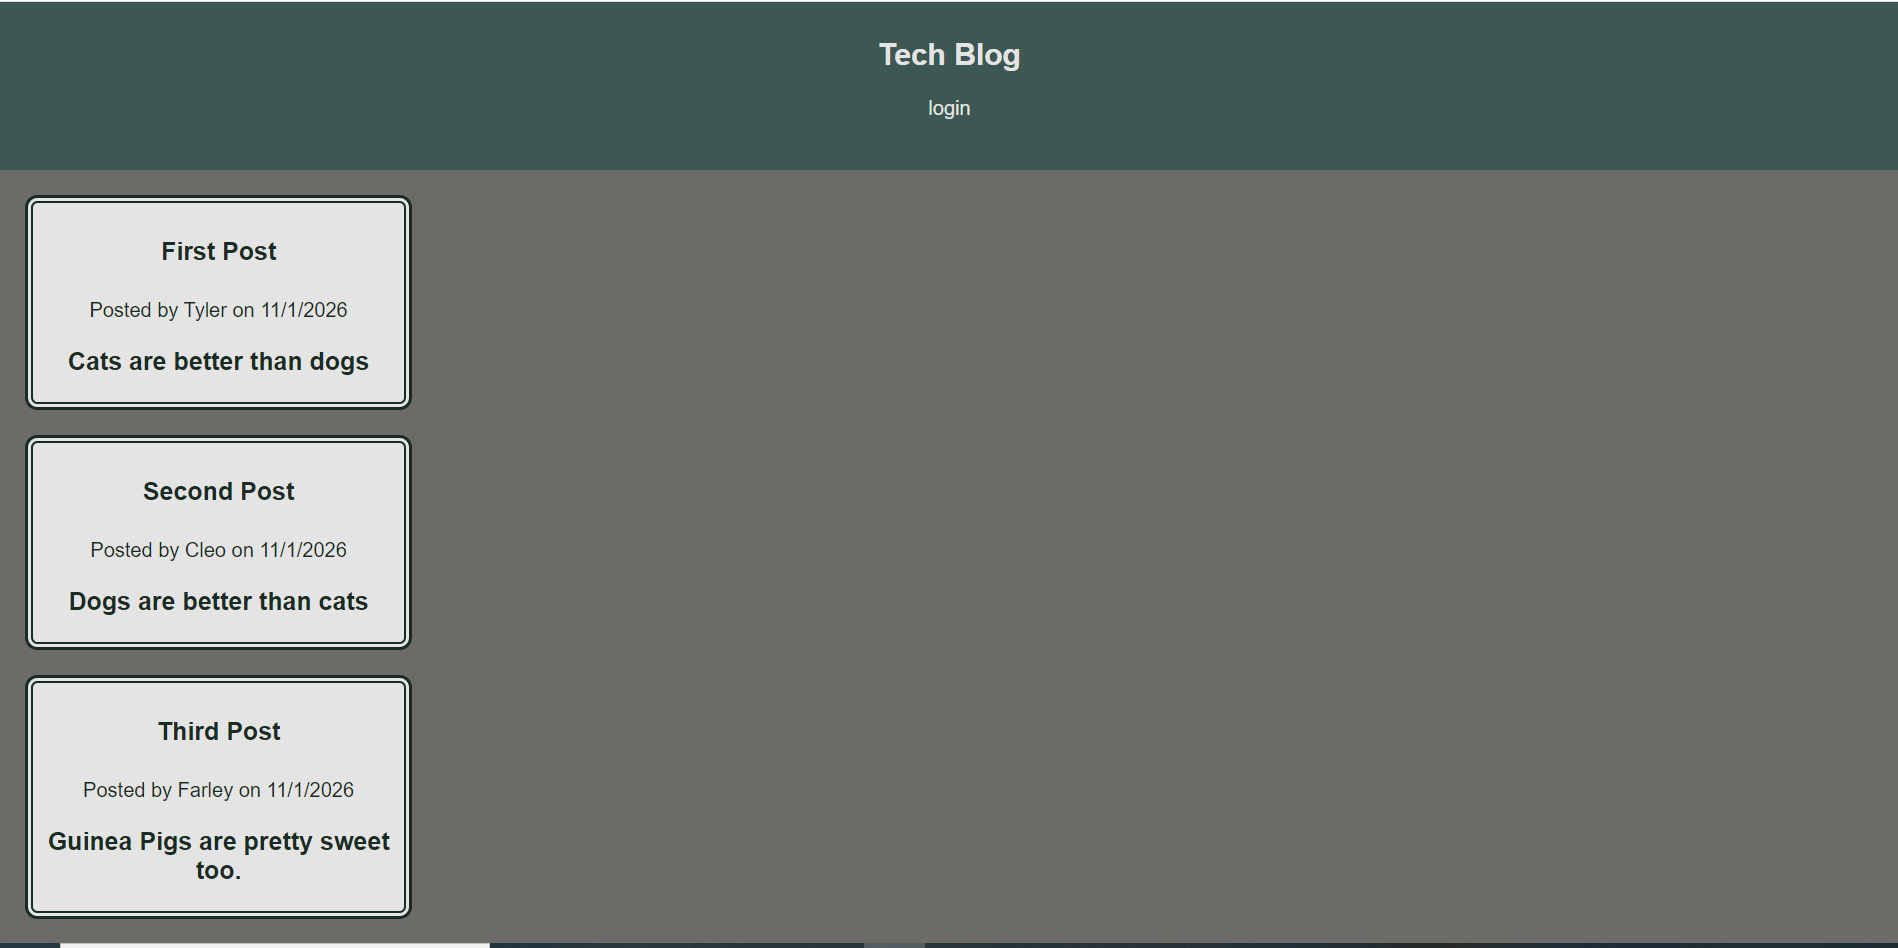 Tech Blog
login
First Post
Posted by Tyler on 11/1/2026
Cats are better than dogs
Second Post
Posted by Cleo on 11/1/2026
Dogs are better than cats
Third Post
Posted by Farley on 11/1/2026
Guinea Pigs are pretty sweet
too.